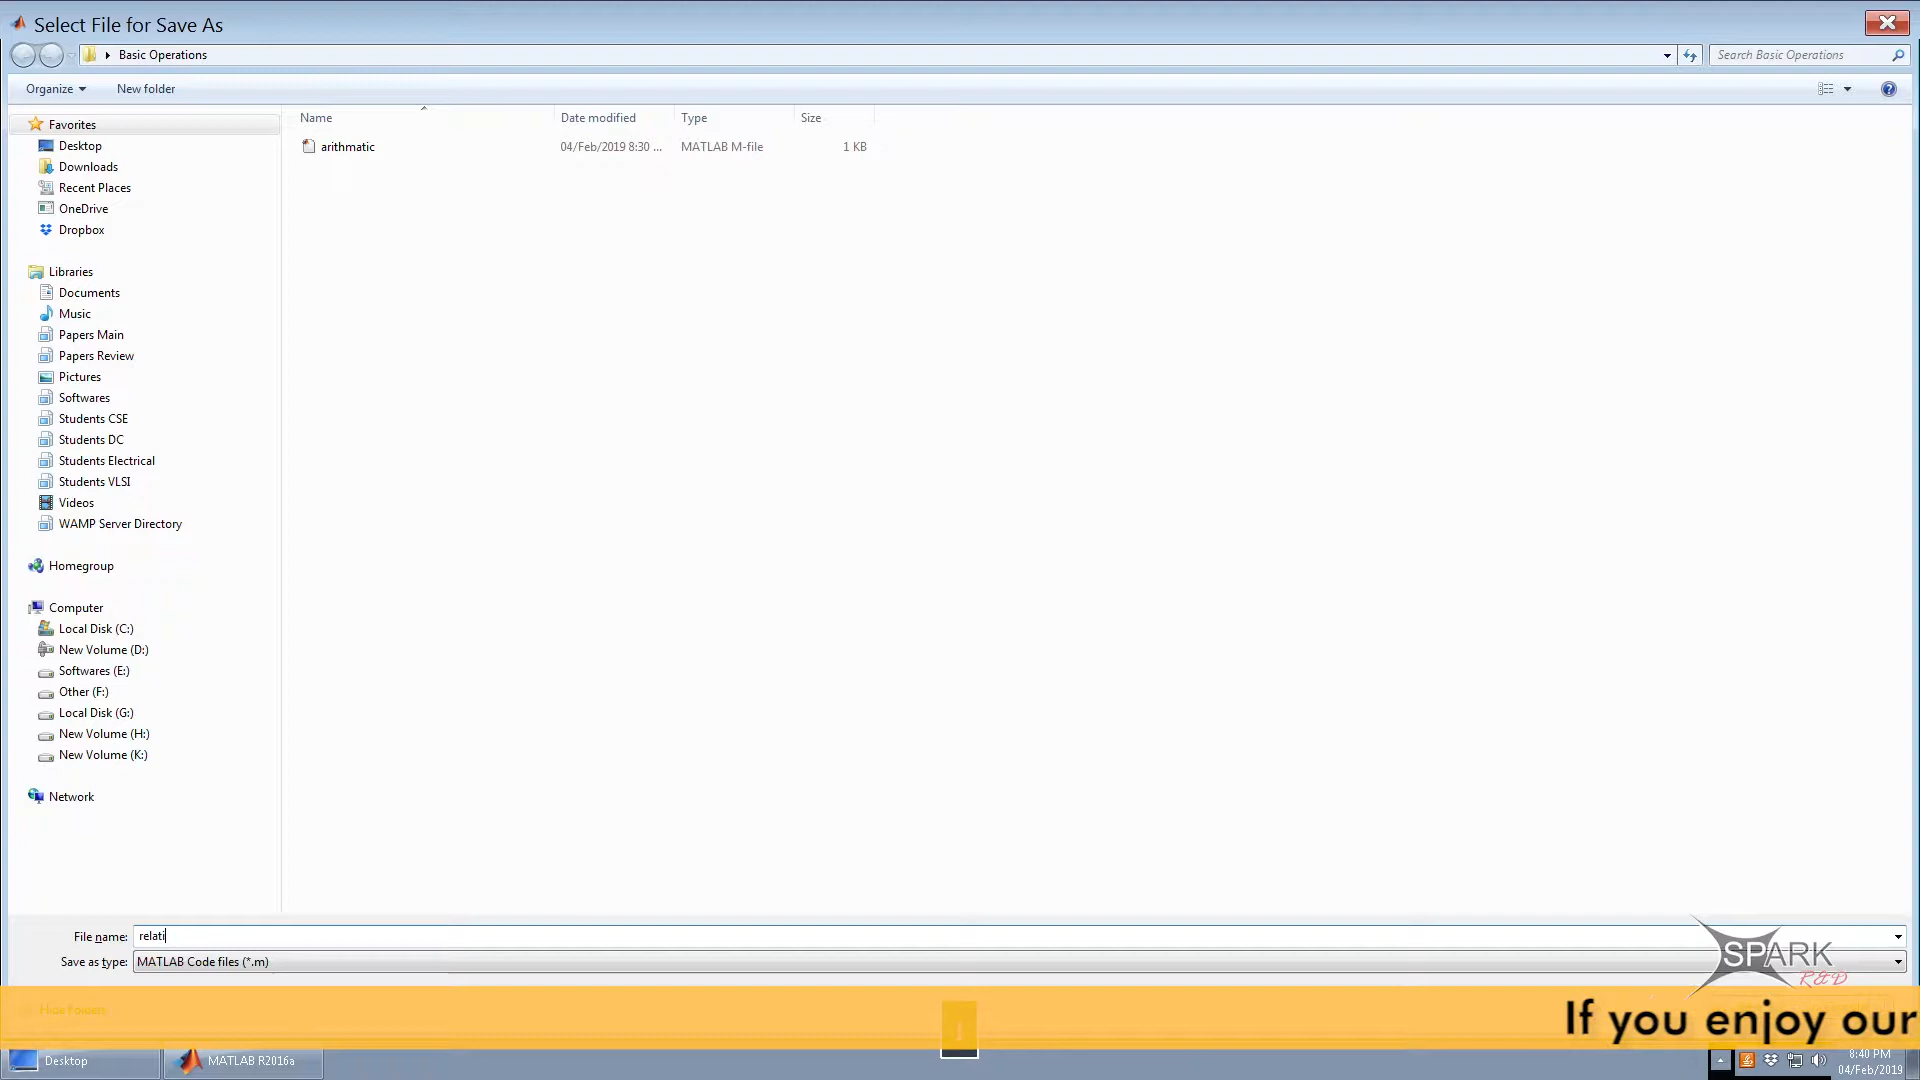 Select File for Save As
Basic Operations
Search Basic Operations
Organize
New folder
Name
Date modified
Type
Size
Favorites
arithmatic
04/Feb/2019 8:30 ...
MATLAB M-file
1 KB
Desktop
Downloads
Recent Places
OneDrive
Dropbox
Libraries
Documents
Music
Papers Main
Papers Review
Pictures
Softwares
Students CSE
Students DC
Students Electrical
Students VLSI
Videos
WAMP Server Directory
Homegroup
Computer
Local Disk (C:)
New Volume (D:)
Softwares (E:)
Other (F:)
Local Disk (G:)
New Volume (H:)
New Volume (K:)
Network
File name: relati
Save as type: MATLAB Code files (*.m)
SPARK
R&D
Hide Folders
If you enjoy our
Desktop
MATLAB R2016a
8:40 PM
04/Feb/2019